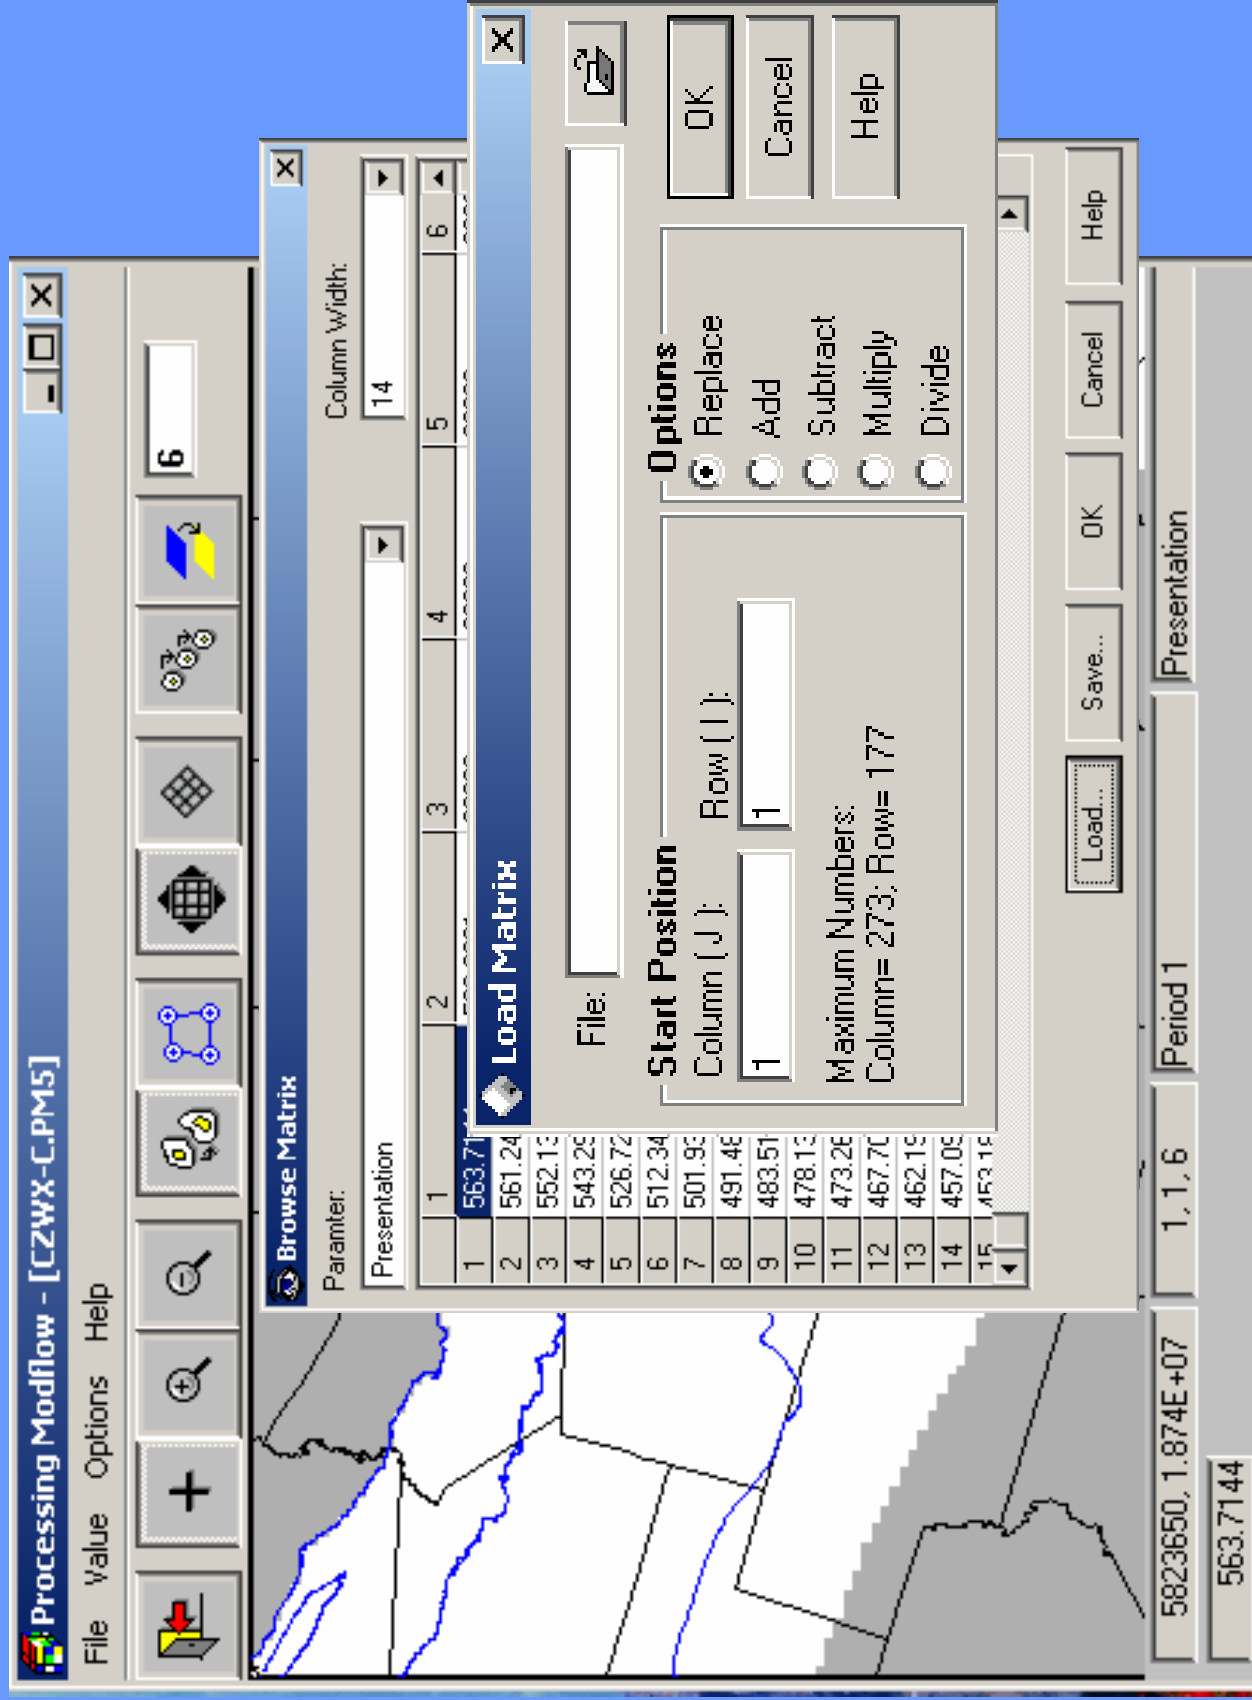 Processing Modflow - [CZWX-C.PM5]
File Value Options Help
6
Browse Matrix
Paramter:
Column Width:
Presentation
14
1 2 3 4 5 6
1 563.71
2 561.24
3 552.13
4 543.29
5 526.72
6 512.34
7 501.93
8 491.48
9 483.51
10 478.13
11 473.28
12 467.70
13 462.19
14 457.09
15
Load... Save... OK Cancel Help
Load Matrix
File:
Start Position
Column ( J ): Row ( I ):
1 1
Maximum Numbers:
Column= 273; Row= 177
Options
Replace
Add
Subtract
Multiply
Divide
OK
Cancel
Help
5823650, 1.874E+07
1, 1, 6
Period 1
Presentation
563.7144